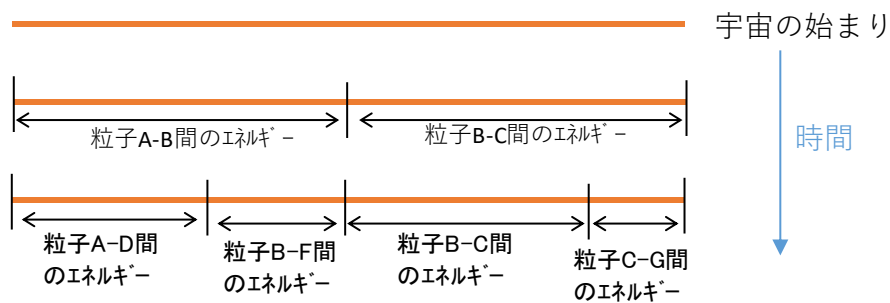 宇宙の始まり
粒子A-B間のｴﾈﾙｷﾞｰ
粒子B-C間のｴﾈﾙｷﾞｰ
時間
粒子A-D間
のｴﾈﾙｷﾞｰ
粒子B-F間
のｴﾈﾙｷﾞｰ
粒子B-C間
のｴﾈﾙｷﾞｰ
粒子C-G間
のｴﾈﾙｷﾞｰ